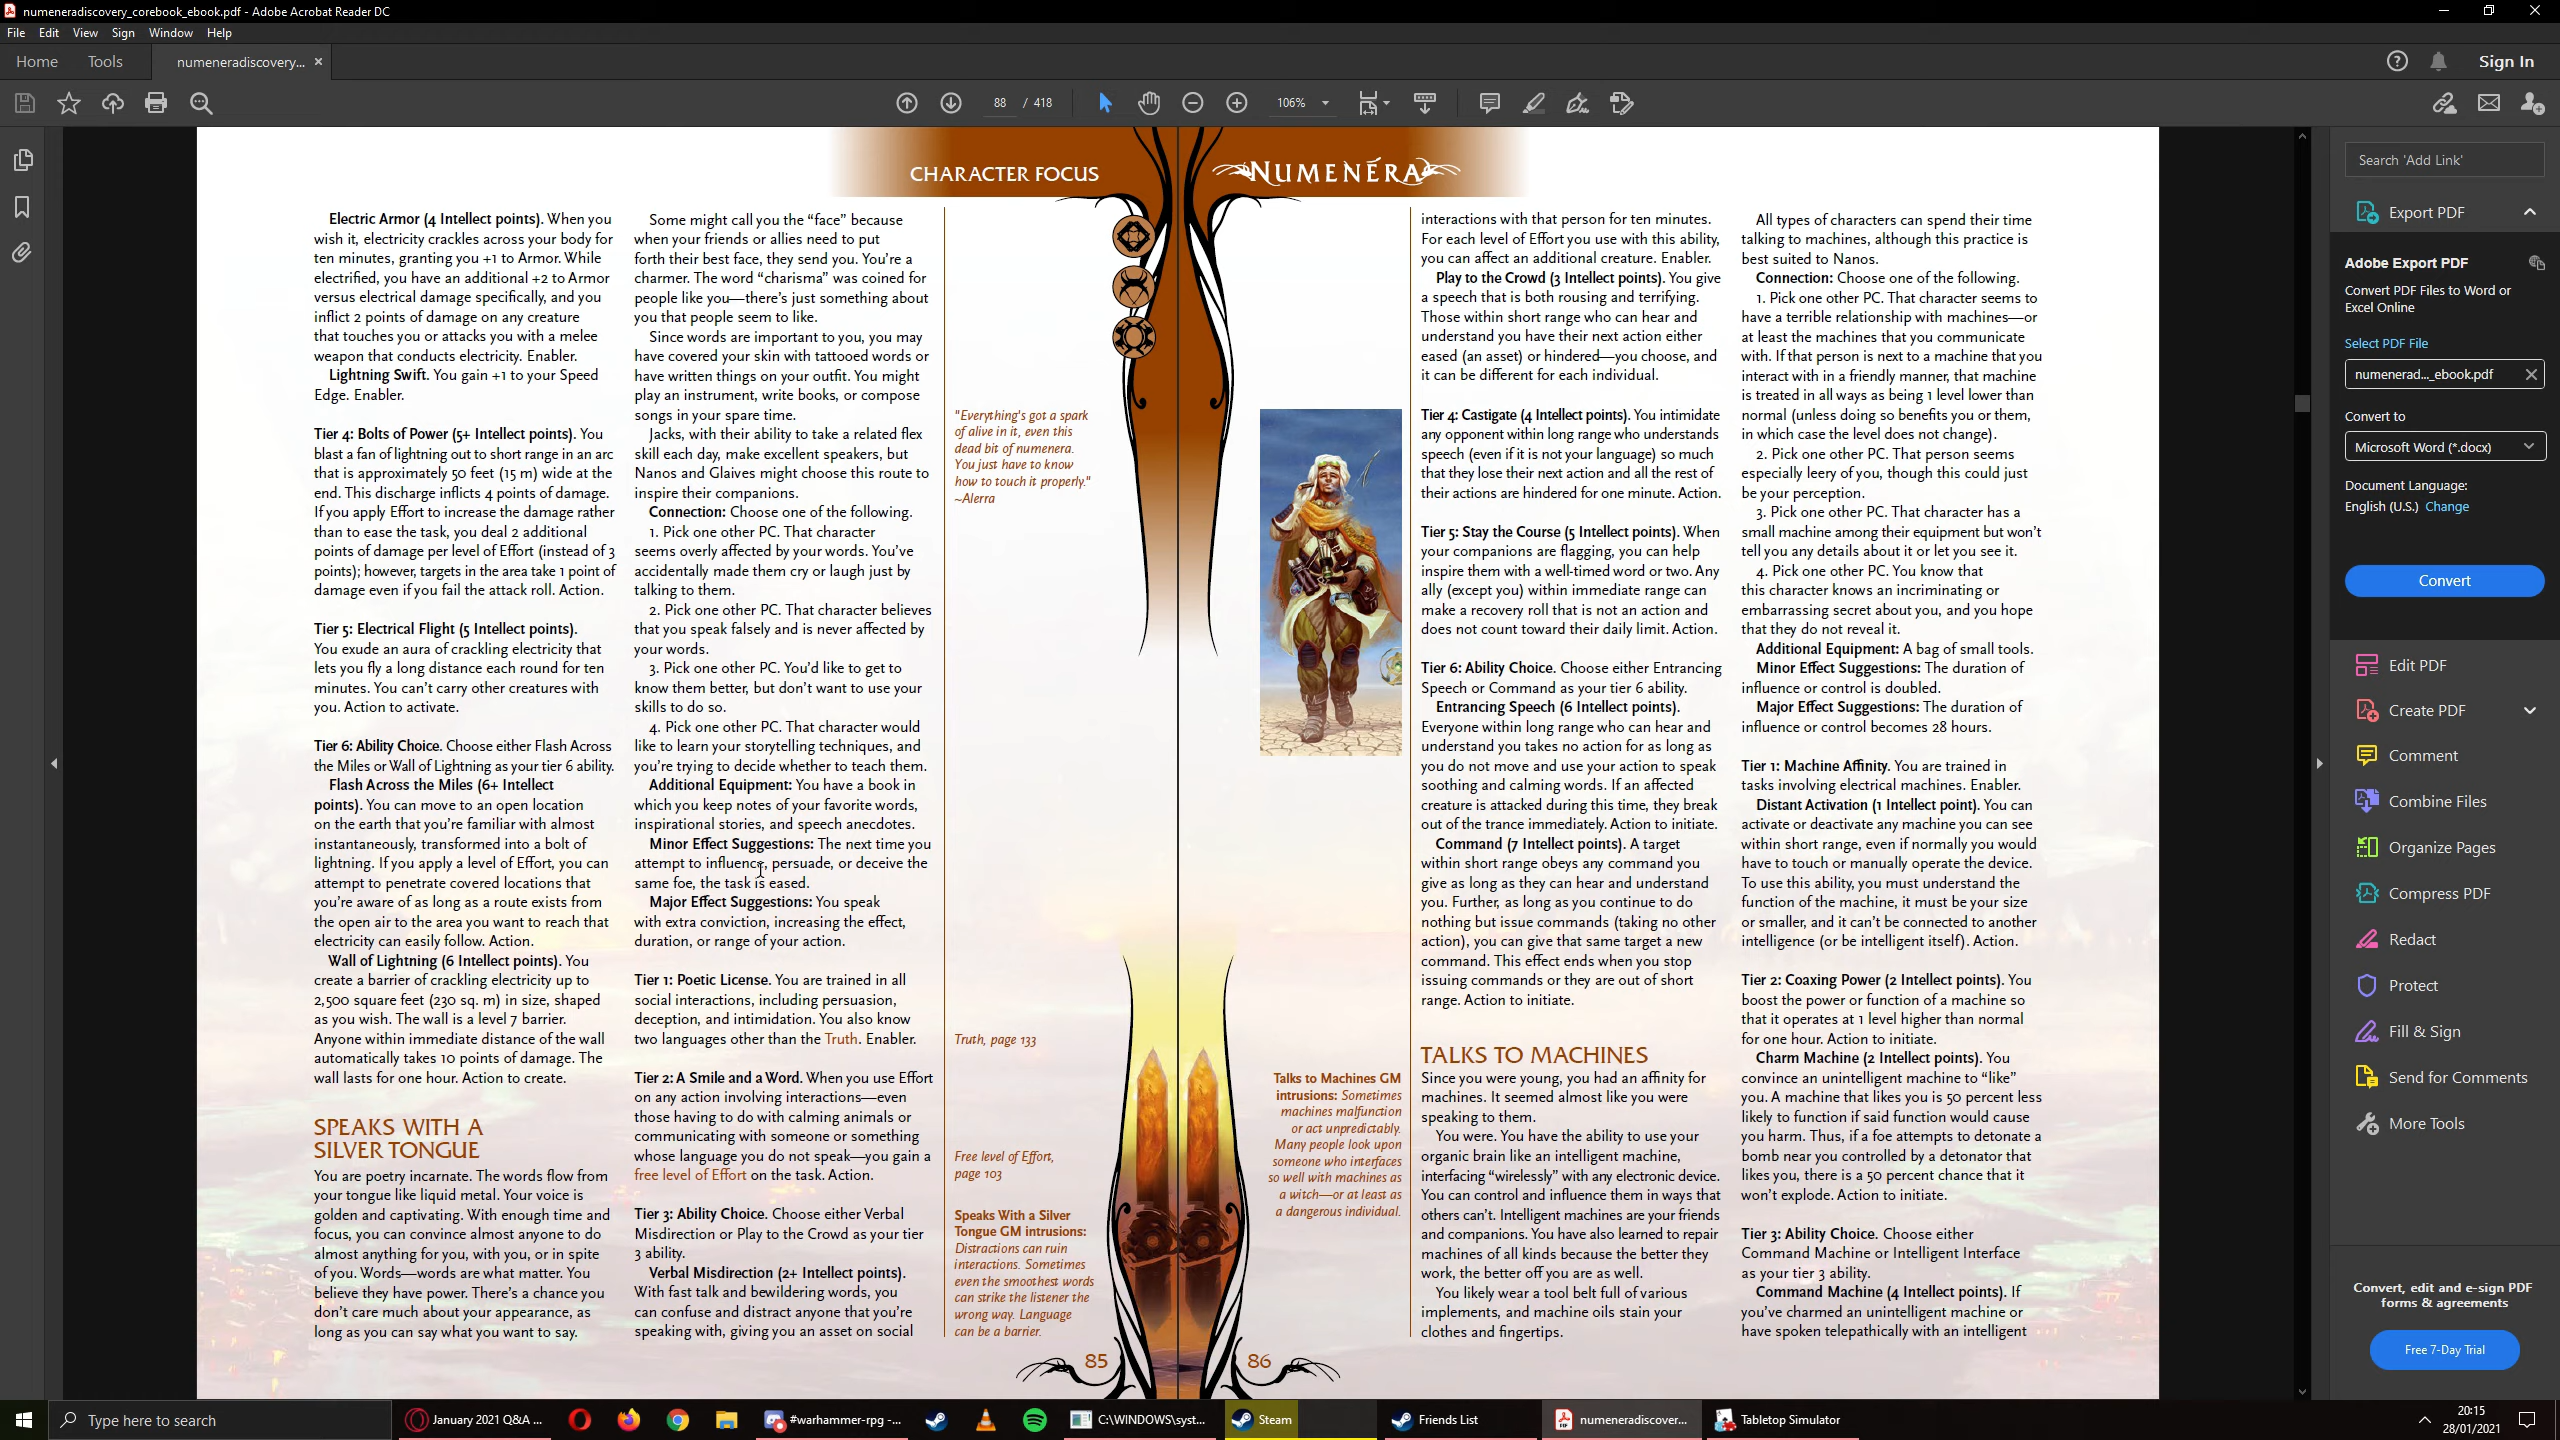 numeneradiscovery_corebook_ebook.pdf - Adobe Acrobat Reader DC
File Edit View Sign Window Help
Home Tools numeneradiscovery... × Sign In
88 / 418 106%
CHARACTER FOCUS
Electric Armor (4 Intellect points). When you
wish it, electricity crackles across your body for
ten minutes, granting you +1 to Armor. While
electrified, you have an additional +2 to Armor
versus electrical damage specifically, and you
inflict 2 points of damage on any creature
that touches you or attacks you with a melee
weapon that conducts electricity. Enabler.
Lightning Swift. You gain +1 to your Speed
Edge. Enabler.
Tier 4: Bolts of Power (5+ Intellect points). You
blast a fan of lightning out to short range in an arc
that is approximately 50 feet (15 m) wide at the
end. This discharge inflicts 4 points of damage.
If you apply Effort to increase the damage rather
than to ease the task, you deal 2 additional
points of damage per level of Effort (instead of 3
points); however, targets in the area take 1 point of
damage even if you fail the attack roll. Action.
Tier 5: Electrical Flight (5 Intellect points).
You exude an aura of crackling electricity that
lets you fly a long distance each round for ten
minutes. You can't carry other creatures with
you. Action to activate.
Tier 6: Ability Choice. Choose either Flash Across
the Miles or Wall of Lightning as your tier 6 ability.
Flash Across the Miles (6+ Intellect
points). You can move to an open location
on the earth that you're familiar with almost
instantaneously, transformed into a bolt of
lightning. If you apply a level of Effort, you can
attempt to penetrate covered locations that
you're aware of as long as a route exists from
the open air to the area you want to reach that
electricity can easily follow. Action.
Wall of Lightning (6 Intellect points). You
create a barrier of crackling electricity up to
2,500 square feet (230 sq. m) in size, shaped
as you wish. The wall is a level 7 barrier.
Anyone within immediate distance of the wall
automatically takes 10 points of damage. The
wall lasts for one hour. Action to create.
SPEAKS WITH A
SILVER TONGUE
You are poetry incarnate. The words flow from
your tongue like liquid metal. Your voice is
golden and captivating. With enough time and
focus, you can convince almost anyone to do
almost anything for you, with you, or in spite
of you. Words—words are what matter. You
believe they have power. There's a chance you
don't care much about your appearance, as
long as you can say what you want to say.
Some might call you the “face” because
when your friends or allies need to put
forth their best face, they send you. You're a
charmer. The word “charisma” was coined for
people like you—there's just something about
you that people seem to like.
Since words are important to you, you may
have covered your skin with tattooed words or
have written things on your outfit. You might
play an instrument, write books, or compose
songs in your spare time.
Jacks, with their ability to take a related flex
skill each day, make excellent speakers, but
Nanos and Glaives might choose this route to
inspire their companions.
Connection: Choose one of the following.
1. Pick one other PC. That character
seems overly affected by your words. You've
accidentally made them cry or laugh just by
talking to them.
2. Pick one other PC. That character believes
that you speak falsely and is never affected by
your words.
3. Pick one other PC. You'd like to get to
know them better, but don't want to use your
skills to do so.
4. Pick one other PC. That character would
like to learn your storytelling techniques, and
you're trying to decide whether to teach them.
Additional Equipment: You have a book in
which you keep notes of your favorite words,
inspirational stories, and speech anecdotes.
Minor Effect Suggestions: The next time you
attempt to influence, persuade, or deceive the
same foe, the task is eased.
Major Effect Suggestions: You speak
with extra conviction, increasing the effect,
duration, or range of your action.
Tier 1: Poetic License. You are trained in all
social interactions, including persuasion,
deception, and intimidation. You also know
two languages other than the Truth. Enabler.
Tier 2: A Smile and a Word. When you use Effort
on any action involving interactions—even
those having to do with calming animals or
communicating with someone or something
whose language you do not speak—you gain a
free level of Effort on the task. Action.
Tier 3: Ability Choice. Choose either Verbal
Misdirection or Play to the Crowd as your tier
3 ability.
Verbal Misdirection (2+ Intellect points).
With fast talk and bewildering words, you
can confuse and distract anyone that you're
speaking with, giving you an asset on social
"Everything's got a spark
of alive in it, even this
dead bit of numenera.
You just have to know
how to touch it properly."
~Alerra
Truth, page 133
Free level of Effort,
page 103
Speaks With a Silver
Tongue GM intrusions:
Distractions can ruin
interactions. Sometimes
even the smoothest words
can strike the listener the
wrong way. Language
can be a barrier.
85
NUMENÉRA
Talks to Machines GM
intrusions: Sometimes
machines malfunction
or act unpredictably.
Many people look upon
someone who interfaces
so well with machines as
a witch—or at least as
a dangerous individual.
86
interactions with that person for ten minutes.
For each level of Effort you use with this ability,
you can affect an additional creature. Enabler.
Play to the Crowd (3 Intellect points). You give
a speech that is both rousing and terrifying.
Those within short range who can hear and
understand you have their next action either
eased (an asset) or hindered—you choose, and
it can be different for each individual.
Tier 4: Castigate (4 Intellect points). You intimidate
any opponent within long range who understands
speech (even if it is not your language) so much
that they lose their next action and all the rest of
their actions are hindered for one minute. Action.
Tier 5: Stay the Course (5 Intellect points). When
your companions are flagging, you can help
inspire them with a well-timed word or two. Any
ally (except you) within immediate range can
make a recovery roll that is not an action and
does not count toward their daily limit. Action.
Tier 6: Ability Choice. Choose either Entrancing
Speech or Command as your tier 6 ability.
Entrancing Speech (6 Intellect points).
Everyone within long range who can hear and
understand you takes no action for as long as
you do not move and use your action to speak
soothing and calming words. If an affected
creature is attacked during this time, they break
out of the trance immediately. Action to initiate.
Command (7 Intellect points). A target
within short range obeys any command you
give as long as they can hear and understand
you. Further, as long as you continue to do
nothing but issue commands (taking no other
action), you can give that same target a new
command. This effect ends when you stop
issuing commands or they are out of short
range. Action to initiate.
TALKS TO MACHINES
Since you were young, you had an affinity for
machines. It seemed almost like you were
speaking to them.
You were. You have the ability to use your
organic brain like an intelligent machine,
interfacing “wirelessly” with any electronic device.
You can control and influence them in ways that
others can't. Intelligent machines are your friends
and companions. You have also learned to repair
machines of all kinds because the better they
work, the better off you are as well.
You likely wear a tool belt full of various
implements, and machine oils stain your
clothes and fingertips.
All types of characters can spend their time
talking to machines, although this practice is
best suited to Nanos.
Connection: Choose one of the following.
1. Pick one other PC. That character seems to
have a terrible relationship with machines—or
at least the machines that you communicate
with. If that person is next to a machine that you
interact with in a friendly manner, that machine
is treated in all ways as being 1 level lower than
normal (unless doing so benefits you or them,
in which case the level does not change).
2. Pick one other PC. That person seems
especially leery of you, though this could just
be your perception.
3. Pick one other PC. That character has a
small machine among their equipment but won't
tell you any details about it or let you see it.
4. Pick one other PC. You know that
this character knows an incriminating or
embarrassing secret about you, and you hope
that they do not reveal it.
Additional Equipment: A bag of small tools.
Minor Effect Suggestions: The duration of
influence or control is doubled.
Major Effect Suggestions: The duration of
influence or control becomes 28 hours.
Tier 1: Machine Affinity. You are trained in
tasks involving electrical machines. Enabler.
Distant Activation (1 Intellect point). You can
activate or deactivate any machine you can see
within short range, even if normally you would
have to touch or manually operate the device.
To use this ability, you must understand the
function of the machine, it must be your size
or smaller, and it can't be connected to another
intelligence (or be intelligent itself). Action.
Tier 2: Coaxing Power (2 Intellect points). You
boost the power or function of a machine so
that it operates at 1 level higher than normal
for one hour. Action to initiate.
Charm Machine (2 Intellect points). You
convince an unintelligent machine to “like”
you. A machine that likes you is 50 percent less
likely to function if said function would cause
you harm. Thus, if a foe attempts to detonate a
bomb near you controlled by a detonator that
likes you, there is a 50 percent chance that it
won't explode. Action to initiate.
Tier 3: Ability Choice. Choose either
Command Machine or Intelligent Interface
as your tier 3 ability.
Command Machine (4 Intellect points). If
you've charmed an unintelligent machine or
have spoken telepathically with an intelligent
Search 'Add Link'
Export PDF
Adobe Export PDF
Convert PDF Files to Word or
Excel Online
Select PDF File
numenerad..._ebook.pdf
Convert to
Microsoft Word (*.docx)
Document Language:
English (U.S.) Change
Convert
Edit PDF
Create PDF
Comment
Combine Files
Organize Pages
Compress PDF
Redact
Protect
Fill & Sign
Send for Comments
More Tools
Convert, edit and e-sign PDF
forms & agreements
Free 7-Day Trial
Type here to search January 2021 Q&A ... #warhammer-rpg -... C:\WINDOWS\syst... Steam Friends List numeneradiscover... Tabletop Simulator 20:15
28/01/2021